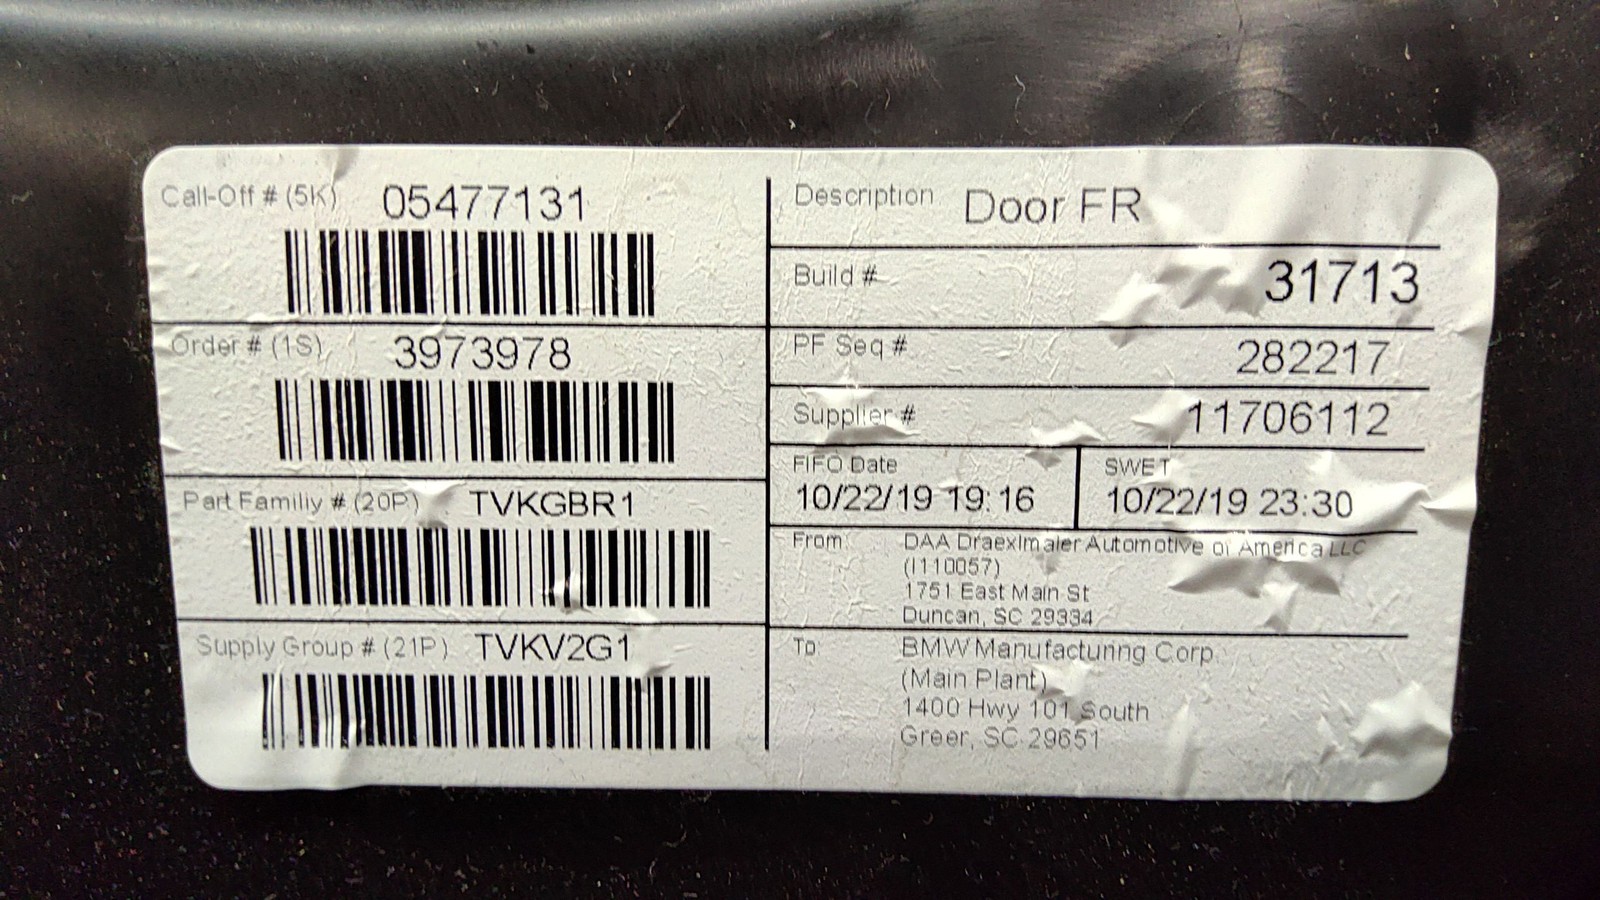 Call-Off # (5K) 05477131
Order # (1S) 3973978
Part Familiy # (20P) TVKGBR1
Supply Group # (21P) TVKV2G1
Description Door FR
Build # 31713
PF Seq # 282217
Supplier # 11706112
FIFO Date
10/22/19 19:16
SWET
10/22/19 23:30
From: DAA Draexlmaier Automotive of America LLC
(I110057)
1751 East Main St
Duncan, SC 29334
To: BMW Manufacturing Corp.
(Main Plant)
1400 Hwy 101 South
Greer, SC 29651